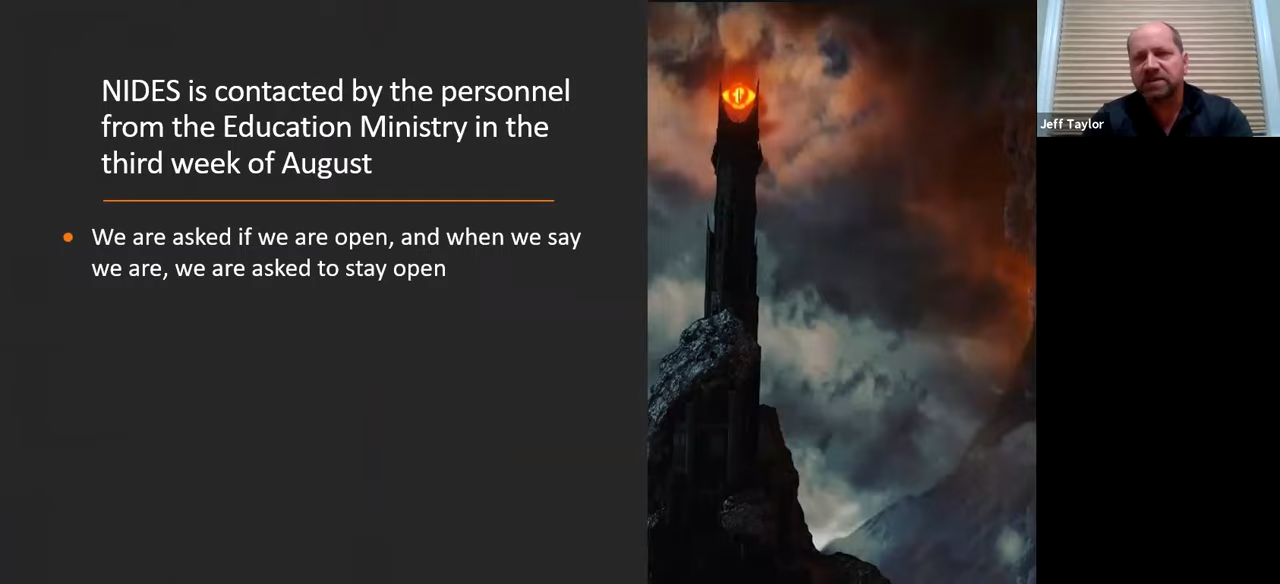 NIDES is contacted by the personnel
from the Education Ministry in the
third week of August
We are asked if we are open, and when we say
we are, we are asked to stay open
Jeff Taylor